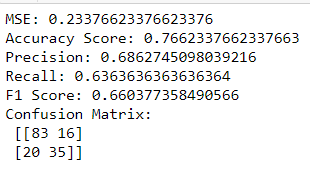 MSE: 0.23376623376623376
Accuracy Score: 0.7662337662337663
Precision: 0.6862745098039216
Recall: 0.6363636363636364
F1 Score: 0.660377358490566
Confusion Matrix:
[[83 16]
[20 35]]